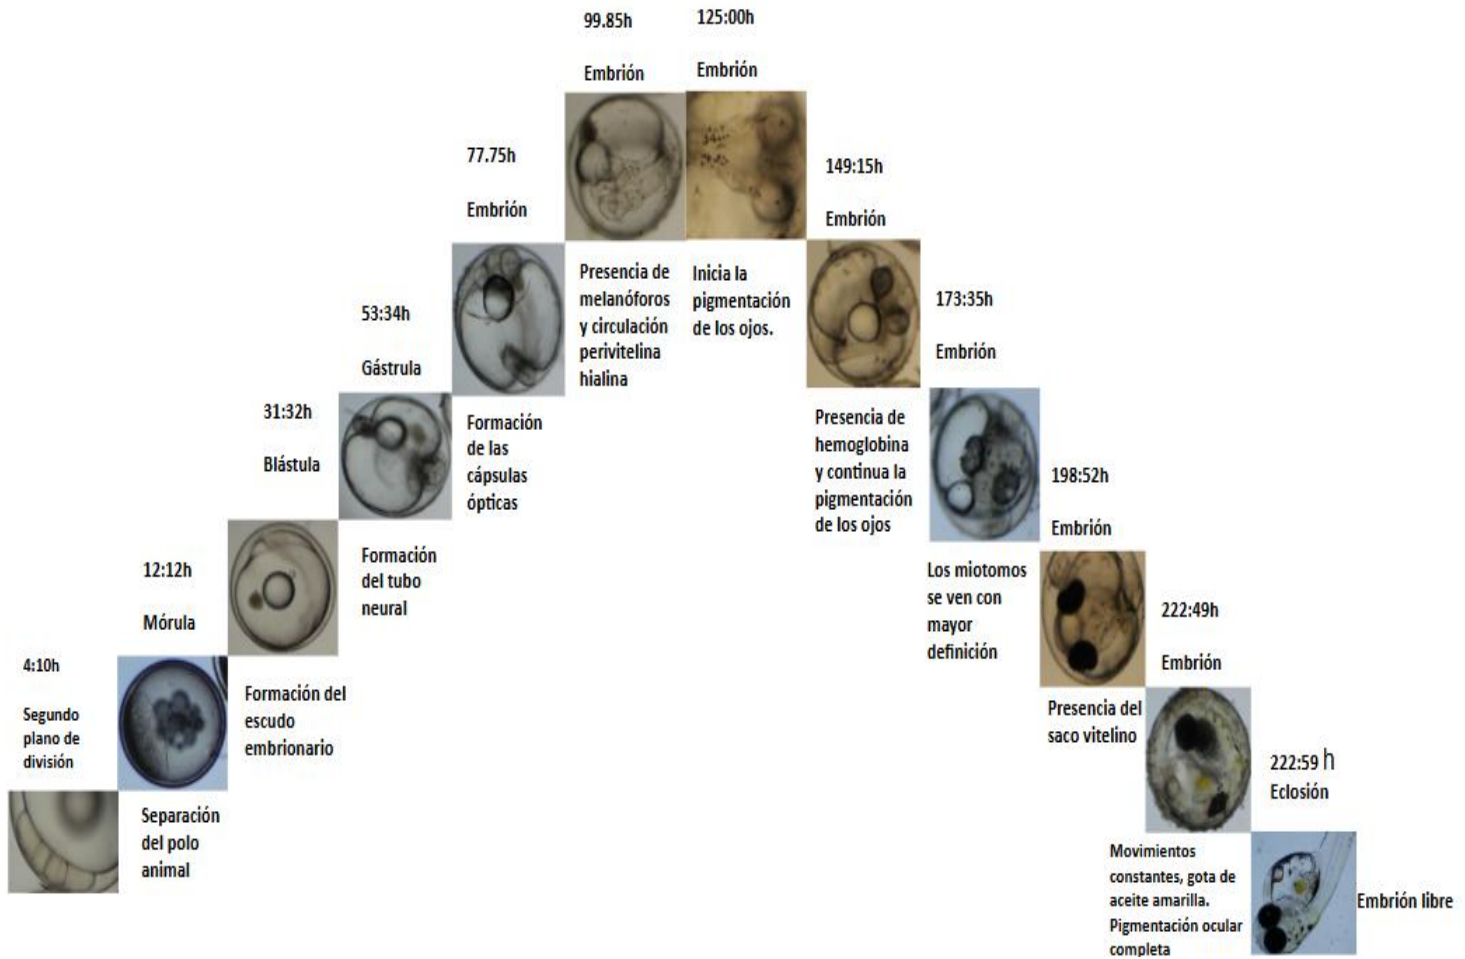 4:10h
Segundo
plano de
división
12:12h
Mórula
Separación
del polo
animal
31:32h
Blástula
Formación del
escudo
embrionario
53:34h
Gástrula
Formación
del tubo
neural
77.75h
Embrión
Formación
de las
cápsulas
ópticas
99.85h
Embrión
Presencia de
melanóforos
y circulación
perivitelina
hialina
125:00h
Embrión
Inicia la
pigmentación
de los ojos.
149:15h
Embrión
Presencia de
hemoglobina
y continua la
pigmentación
de los ojos
173:35h
Embrión
Los miotomos
se ven con
mayor
definición
198:52h
Embrión
Presencia del
saco vitelino
222:49h
Embrión
Movimientos
constantes, gota de
aceite amarilla.
Pigmentación ocular
completa
222:59 h
Eclosión
Embrión libre